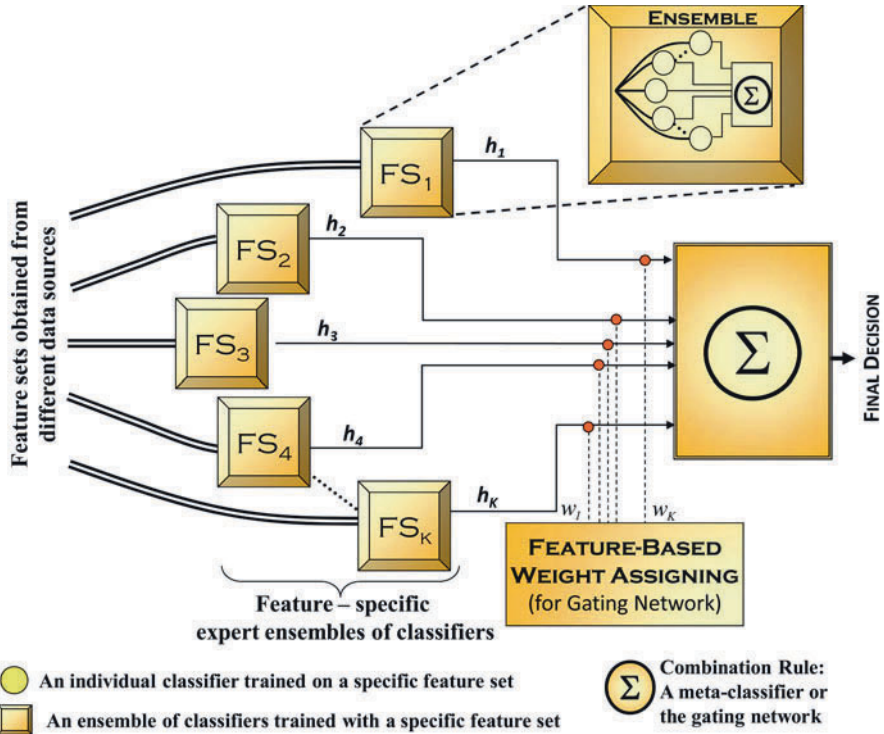 ENSEMBLE
Σ
FS1
h1
FS2
h2
FS3
h3
FS4
h4
FSK
hK
Feature sets obtained from
different data sources
Σ
FINAL DECISION
wI
wK
FEATURE-BASED
WEIGHT ASSIGNING
(for Gating Network)
Feature – specific
expert ensembles of classifiers
An individual classifier trained on a specific feature set
An ensemble of classifiers trained with a specific feature set
Σ
Combination Rule:
A meta-classifier or
the gating network